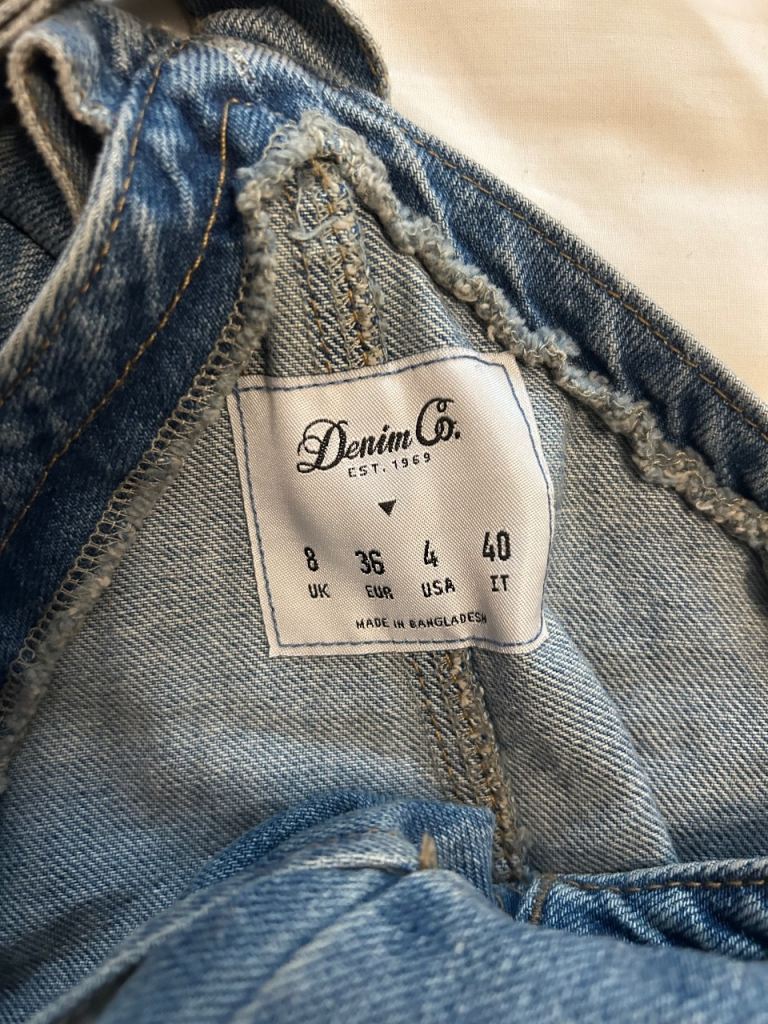 Denim Co.
EST. 1969
8 36 4 40
UK EUR USA IT
MADE IN BANGLADESH